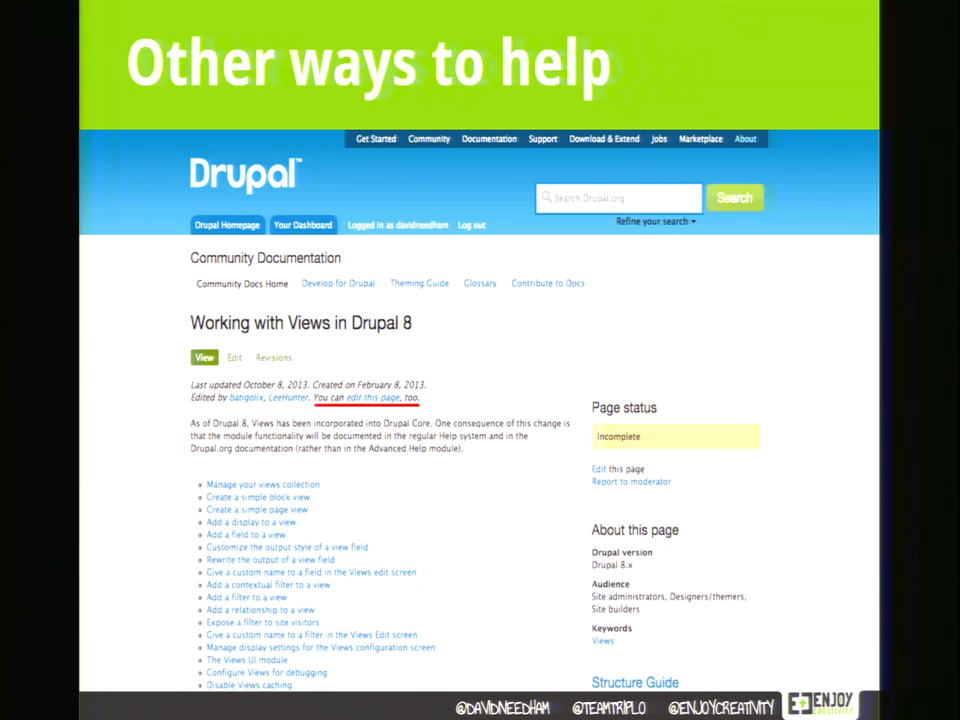 Other ways to help
Get Started Community Documentation Support Download & Extend Jobs Marketplace About
Drupal™
Search Drupal.org
Search
Refine your search
Drupal Homepage Your Dashboard Logged in as davidneedham Log out
Community Documentation
Community Docs Home Develop for Drupal Theming Guide Glossary Contribute to Docs
Working with Views in Drupal 8
View Edit Revisions
Last updated October 8, 2013. Created on February 8, 2013.
Edited by batigolix, LeeHunter. You can edit this page, too.
As of Drupal 8, Views has been incorporated into Drupal Core. One consequence of this change is
that the module functionality will be documented in the regular Help system and in the
Drupal.org documentation (rather than in the Advanced Help module).
Manage your views collection
Create a simple block view
Create a simple page view
Add a display to a view
Add a field to a view
Customize the output style of a view field
Rewrite the output of a view field
Give a custom name to a field in the Views edit screen
Add a contextual filter to a view
Add a filter to a view
Add a relationship to a view
Expose a filter to site visitors
Give a custom name to a filter in the Views Edit screen
Manage display settings for the Views configuration screen
The Views UI module
Configure Views for debugging
Disable Views caching
Page status
Incomplete
Edit this page
Report to moderator
About this page
Drupal version
Drupal 8.x
Audience
Site administrators, Designers/themers,
Site builders
Keywords
Views
Structure Guide
@DAVIDNEEDHAM @TEAMTRIPLO @ENJOYCREATIVITY
ENJOY
CREATIVITY